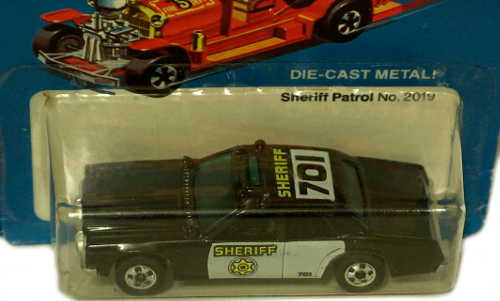 DIE-CAST METAL!
Sheriff Patrol No. 2019
SHERIFF
701
SHERIFF
701